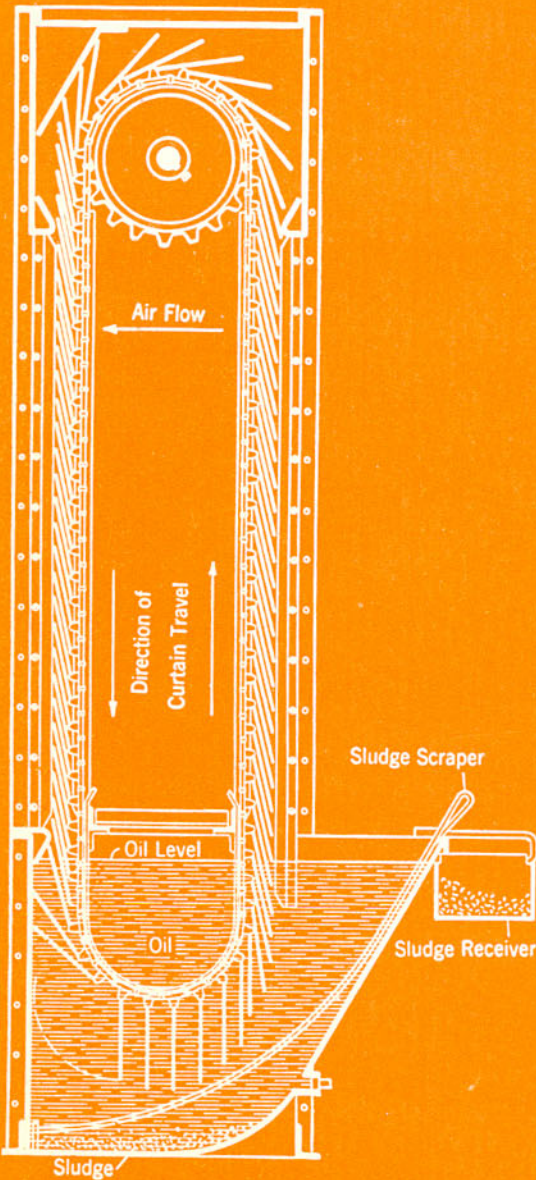 Air Flow
Direction of
Curtain Travel
Sludge Scraper
Oil Level
Oil
Sludge Receiver
Sludge